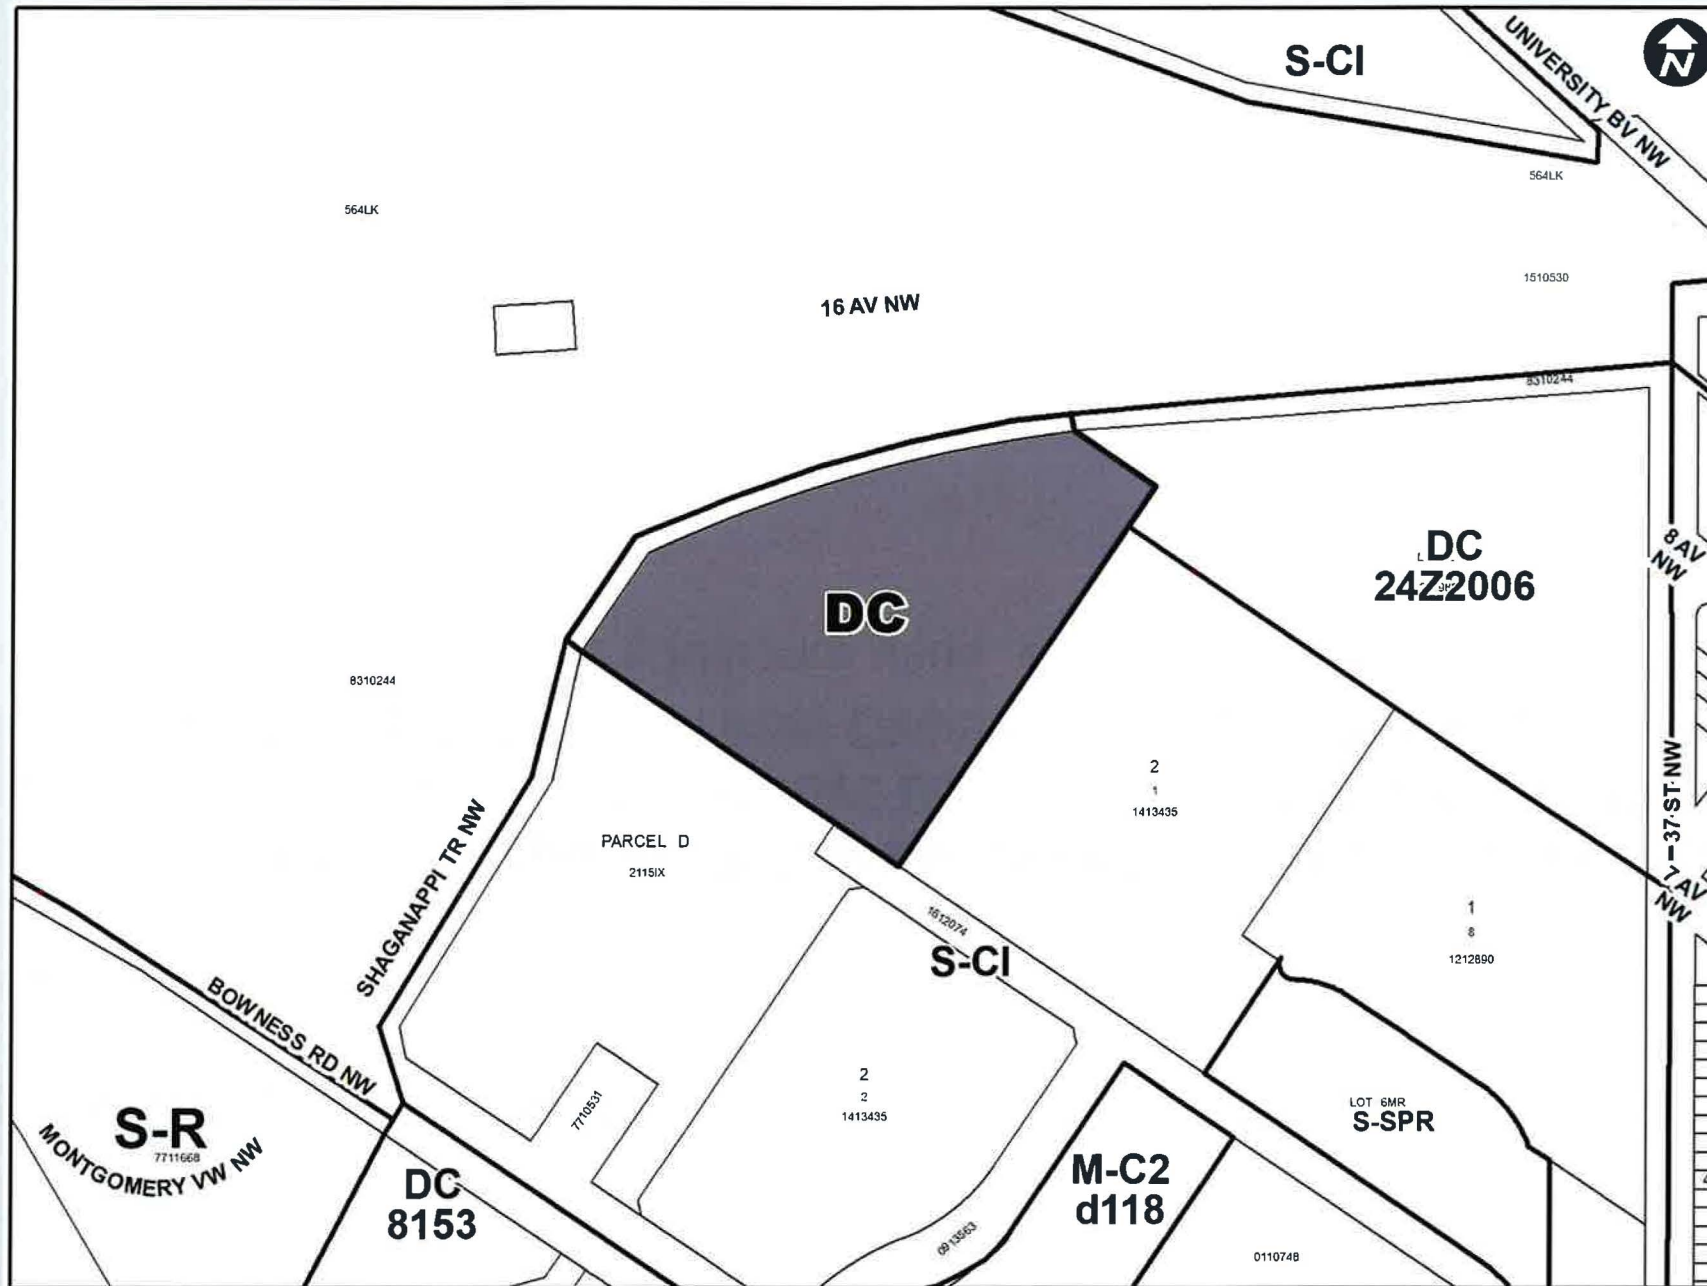 S-CI
UNIVERSITY BV NW
N
564LK
564LK
1510530
16 AV NW
8310244
DC
DC
24Z2006
8 AV
NW
8310244
2
1
1413435
37 ST NW
PARCEL D
2115IX
SHAGANAPPI TR NW
7 AV
NW
1
8
1212890
1612074
S-CI
BOWNESS RD NW
2
2
1413435
7710531
LOT 6MR
S-SPR
S-R
7711668
MONTGOMERY VW NW
DC
8153
M-C2
d118
0913563
0110748